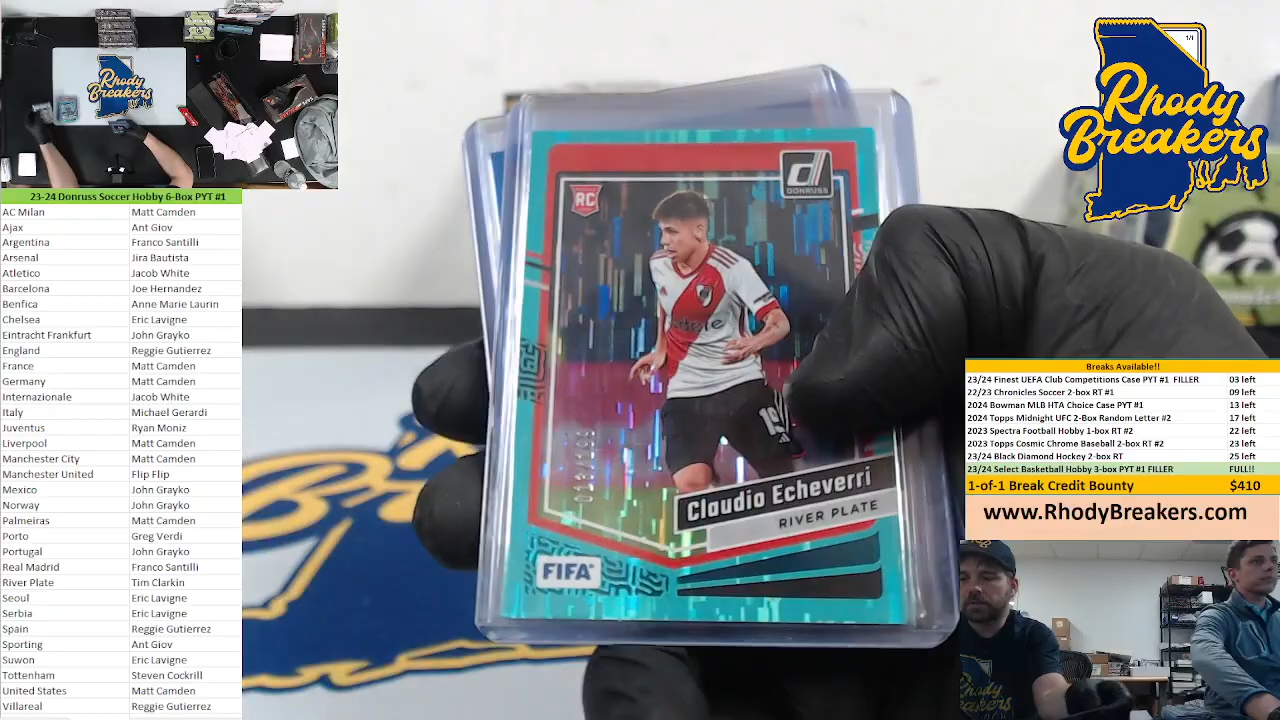 Rhody
Breakers
23-24 Donruss Soccer Hobby 6-Box PYT #1
AC Milan Matt Camden
Ajax Ant Giov
Argentina Franco Santilli
Arsenal Jira Bautista
Atletico Jacob White
Barcelona Joe Hernandez
Benfica Anne Marie Laurin
Chelsea Eric Lavigne
Eintracht Frankfurt John Grayko
England Reggie Gutierrez
France Matt Camden
Germany Matt Camden
Internazionale Jacob White
Italy Michael Gerardi
Juventus Ryan Moniz
Liverpool Matt Camden
Manchester City Matt Camden
Manchester United Flip Flip
Mexico John Grayko
Norway John Grayko
Palmeiras Matt Camden
Porto Greg Verdi
Portugal John Grayko
Real Madrid Franco Santilli
River Plate Tim Clarkin
Seoul Eric Lavigne
Serbia Eric Lavigne
Spain Reggie Gutierrez
Sporting Ant Giov
Suwon Eric Lavigne
Tottenham Steven Cockrill
United States Matt Camden
Villareal Reggie Gutierrez
RC
d
DONRUSS
19
Claudio Echeverri
RIVER PLATE
FIFA
1/1
Rhody
Breakers
Breaks Available!!
23/24 Finest UEFA Club Competitions Case PYT #1 FILLER 03 left
22/23 Chronicles Soccer 2-box RT #1 09 left
2024 Bowman MLB HTA Choice Case PYT #1 13 left
2024 Topps Midnight UFC 2-Box Random Letter #2 17 left
2023 Spectra Football Hobby 1-box RT #2 22 left
2023 Topps Cosmic Chrome Baseball 2-box RT #2 23 left
23/24 Black Diamond Hockey 2-box RT 25 left
23/24 Select Basketball Hobby 3-box PYT #1 FILLER FULL!!
1-of-1 Break Credit Bounty $410
www.RhodyBreakers.com
Rhody
Breakers